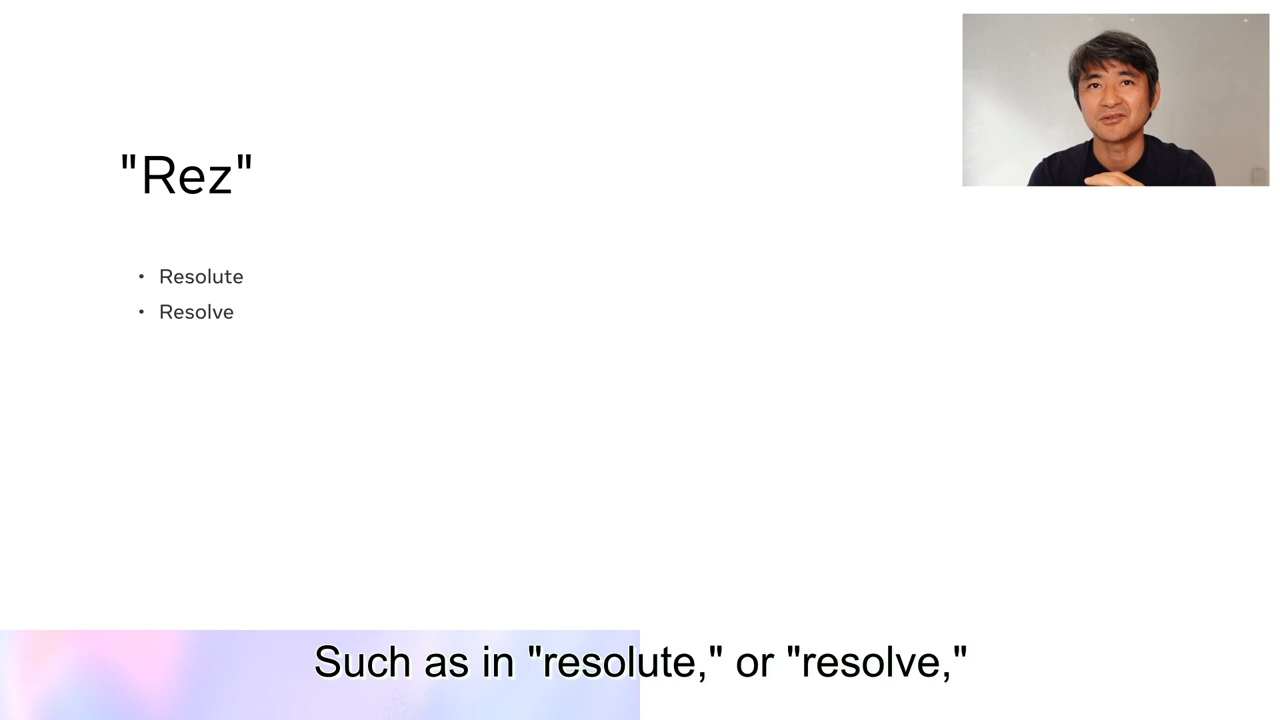 "Rez"
• Resolute
• Resolve
Such as in "resolute," or "resolve,"